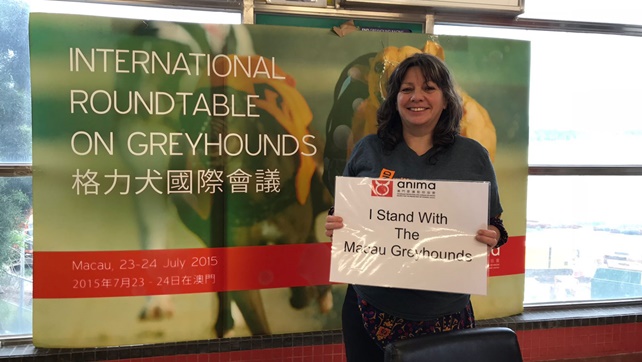 INTERNATIONAL
ROUNDTABLE
ON GREYHOUNDS
格力犬國際會議
Macau, 23-24 July 2015
2015年7月23 - 24日在澳門
anima
I Stand With
The
Macau Greyhounds